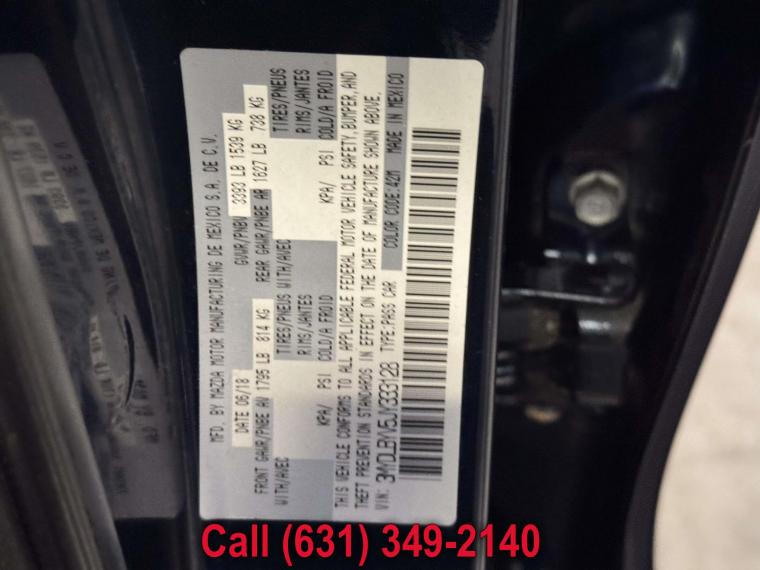 MFD. BY MAZDA MOTOR MANUFACTURING DE MEXICO S.A. DE C.V.
DATE 06/18 GVWR/PNBV 3393 LB 1539 KG
FRONT GAWR/PNBE AV 1795 LB 814 KG REAR GAWR/PNBE AR 1627 LB 738 KG
WITH/AVEC TIRES/PNEUS WITH/AVEC TIRES/PNEUS
RIMS/JANTES RIMS/JANTES
KPA/ PSI COLD/A FROID KPA/ PSI COLD/A FROID
THIS VEHICLE CONFORMS TO ALL APPLICABLE FEDERAL MOTOR VEHICLE SAFETY, BUMPER, AND
THEFT PREVENTION STANDARDS IN EFFECT ON THE DATE OF MANUFACTURE SHOWN ABOVE.
VIN: 3MYDLBYV5JY333128 TYPE:PASS CAR COLOR CODE:42M MADE IN MEXICO
Call (631) 349-2140